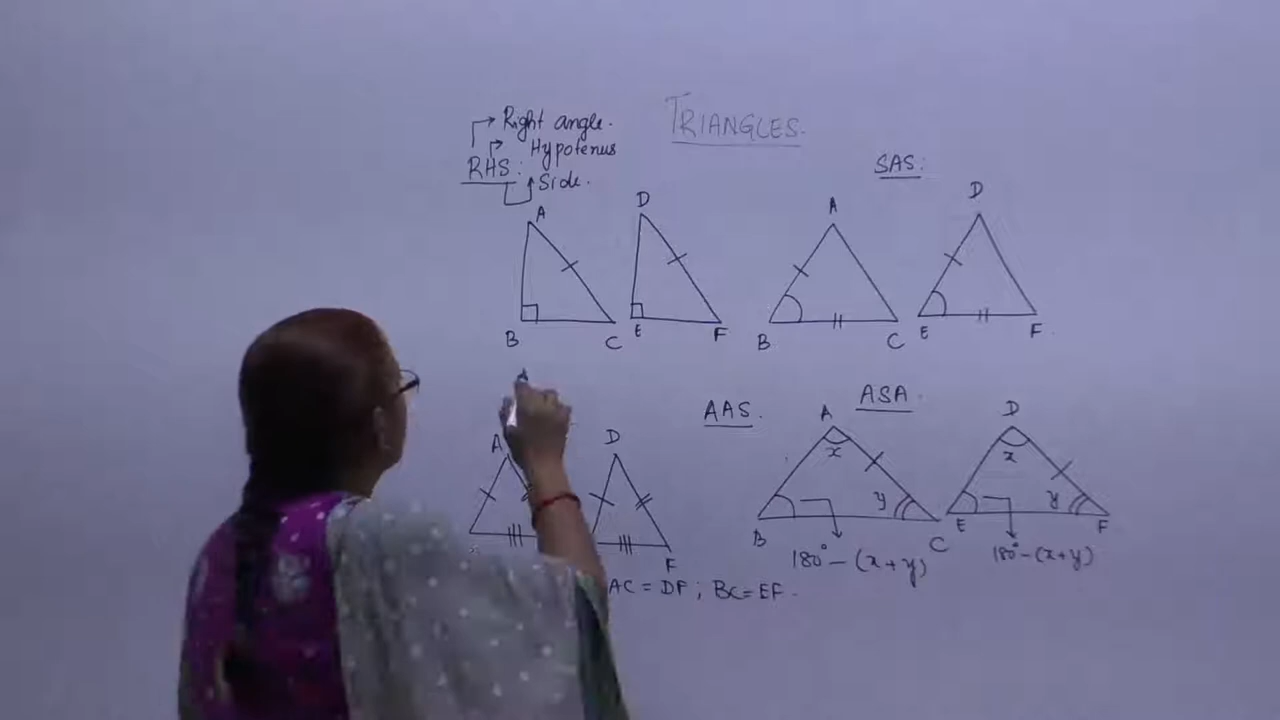 TRIANGLES.
Right angle.
Hypotenus
RHS:
Side.
A
D
B
C
E
F
SAS:
A
D
B
C
E
F
A
D
F
AC = DF ; BC = EF.
AAS.
ASA.
A
D
x
x
y
y
B
C
E
F
180° - (x+y)
180° - (x+y)